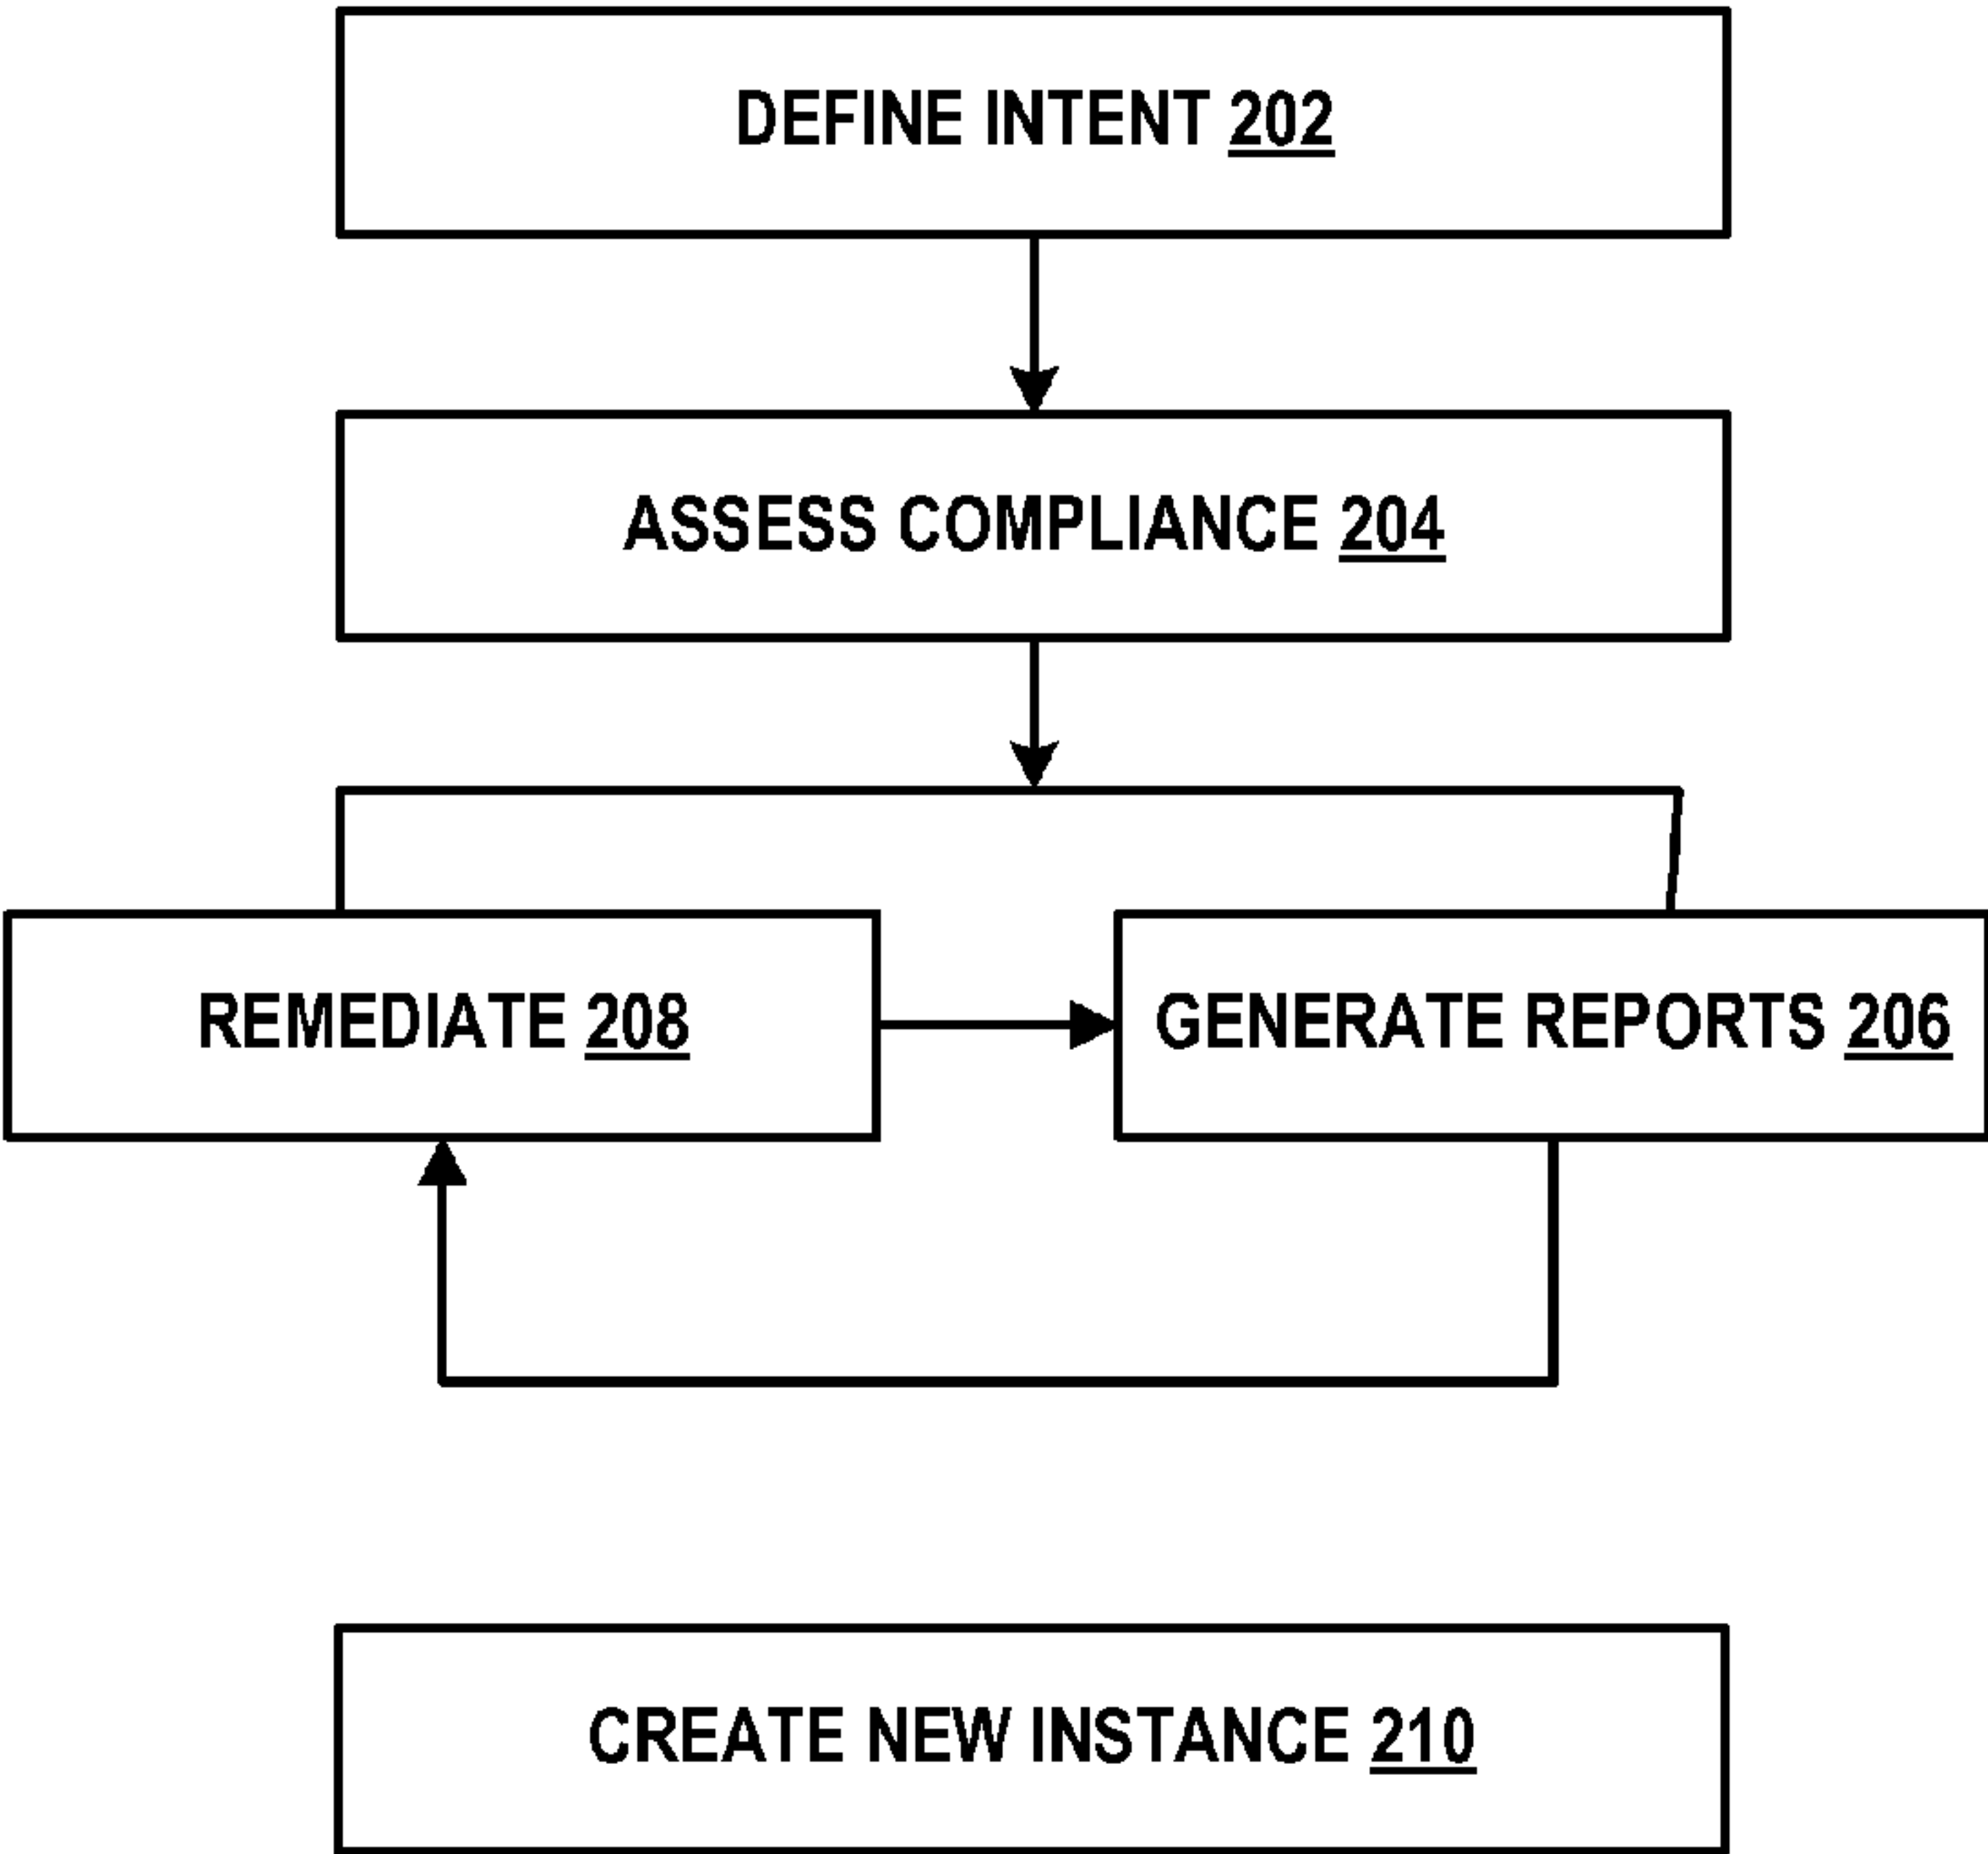 DEFINE INTENT 202
ASSESS COMPLIANCE 204
REMEDIATE 208
GENERATE REPORTS 206
CREATE NEW INSTANCE 210